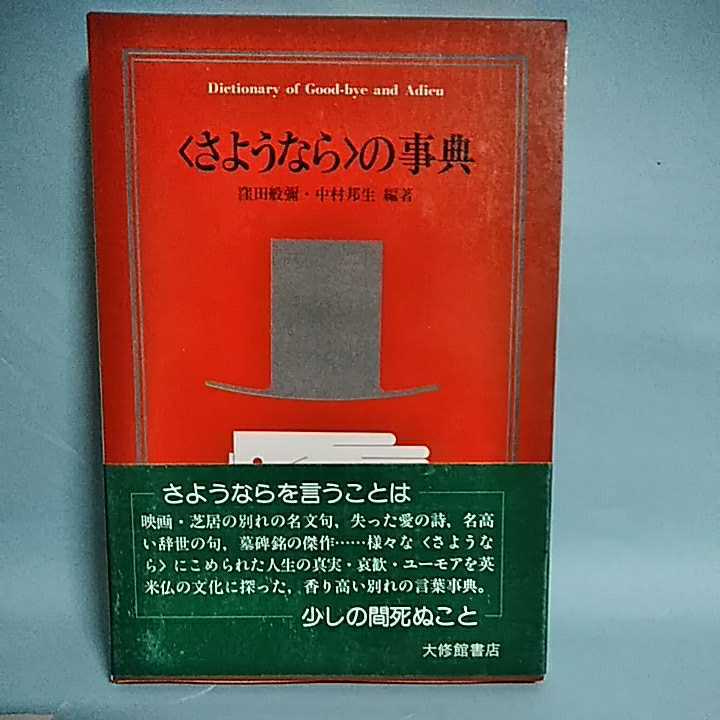 Dictionary of Good-bye and Adieu
〈さようなら〉の事典
窪田般彌・中村邦生 編著
さようならを言うことは
映画・芝居の別れの名文句，失った愛の詩，名高
い辞世の句，墓碑銘の傑作……様々な〈さような
ら〉にこめられた人生の真実・哀歓・ユーモアを英
米仏の文化に探った，香り高い別れの言葉事典。
少しの間死ぬこと
大修館書店